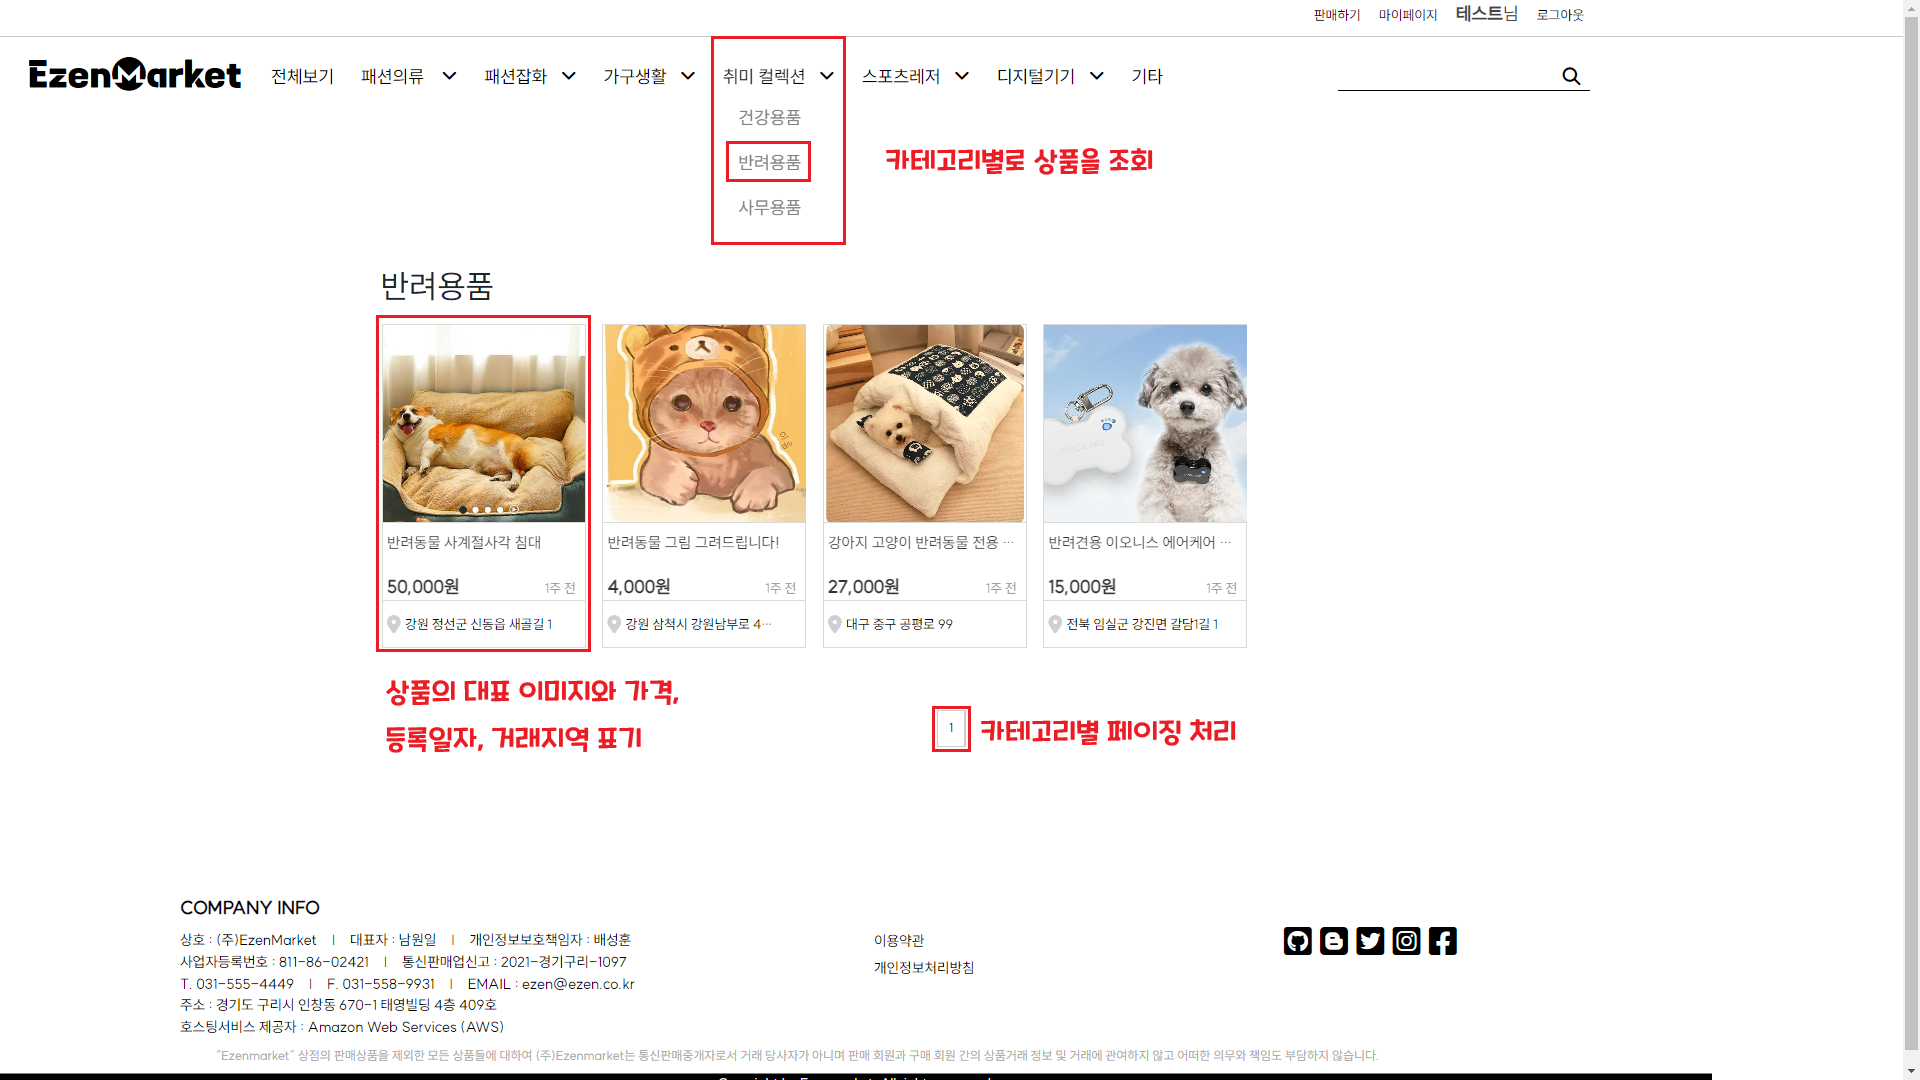 판매하기 마이페이지 테스트님 로그아웃
EzenMarket 전체보기 패션의류 패션잡화 가구생활 취미 컬렉션 스포츠레저 디지털기기 기타
건강용품
반려용품
사무용품
카테고리별로 상품을 조회
반려용품
반려동물 사계절사각 침대
50,000원 1주 전
강원 정선군 신동읍 새골길 1
반려동물 그림 그려드립니다!
4,000원 1주 전
강원 삼척시 강원남부로 4...
강아지 고양이 반려동물 전용 ...
27,000원 1주 전
대구 중구 공평로 99
반려견용 이오니스 에어케어 ...
15,000원 1주 전
전북 임실군 강진면 갈담1길 1
상품의 대표 이미지와 가격,
등록일자, 거래지역 표기
1 카테고리별 페이징 처리
COMPANY INFO
상호 : (주)EzenMarket | 대표자 : 남원일 | 개인정보보호책임자 : 배성훈
사업자등록번호 : 811-86-02421 | 통신판매업신고 : 2021-경기구리-1097
T. 031-555-4449 | F. 031-558-9931 | EMAIL : ezen@ezen.co.kr
주소 : 경기도 구리시 인창동 670-1 태영빌딩 4층 409호
호스팅서비스 제공자 : Amazon Web Services (AWS)
이용약관
개인정보처리방침
"Ezenmarket" 상점의 판매상품을 제외한 모든 상품들에 대하여 (주)Ezenmarket는 통신판매중개자로서 거래 당사자가 아니며 판매 회원과 구매 회원 간의 상품거래 정보 및 거래에 관여하지 않고 어떠한 의무와 책임도 부담하지 않습니다.